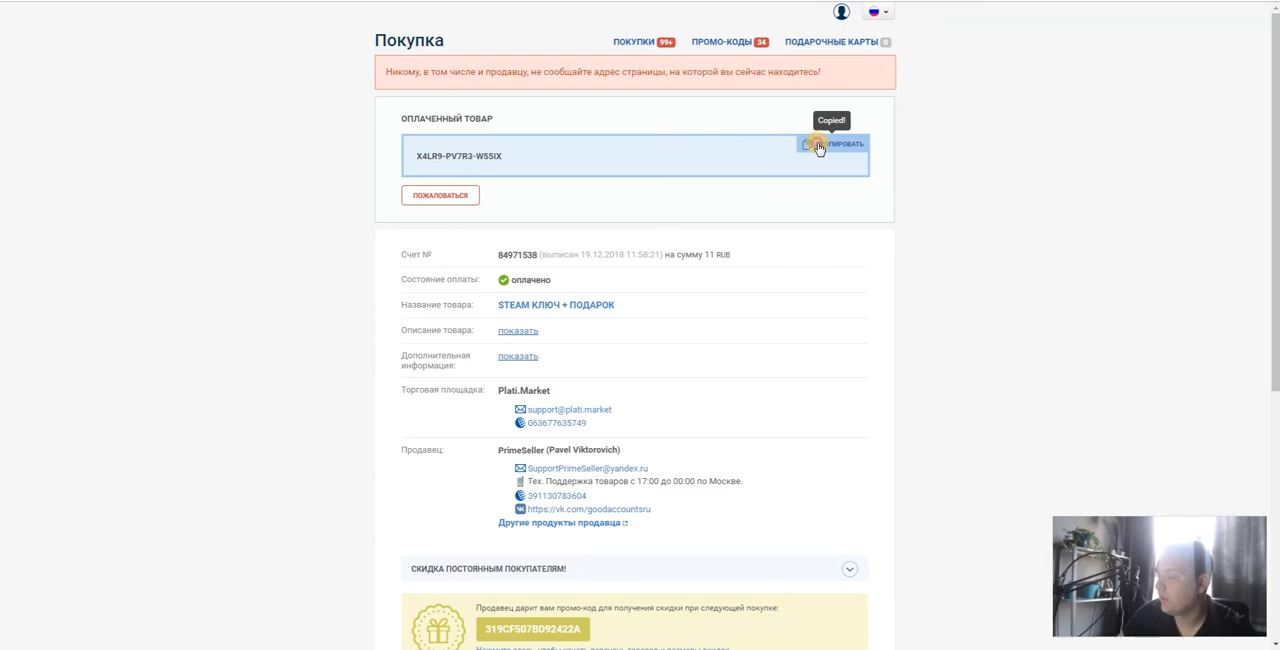 Покупка
ПОКУПКИ 99+ ПРОМО-КОДЫ 34 ПОДАРОЧНЫЕ КАРТЫ 0
Никому, в том числе и продавцу, не сообщайте адрес страницы, на которой вы сейчас находитесь!
ОПЛАЧЕННЫЙ ТОВАР
Copied!
X4LR9-PV7R3-W55IX
ПОЖАЛОВАТЬСЯ
Счет № 84971538 (выписан 19.12.2018 11:58:21) на сумму 11 RUB
Состояние оплаты: оплачено
Название товара: STEAM КЛЮЧ + ПОДАРОК
Описание товара: показать
Дополнительная информация: показать
Торговая площадка: Plati.Market
support@plati.market
063677635749
Продавец: PrimeSeller (Pavel Viktorovich)
SupportPrimeSeller@yandex.ru
Тех. Поддержка товаров с 17:00 до 00:00 по Москве.
391130783604
https://vk.com/goodaccountsru
Другие продукты продавца
СКИДКА ПОСТОЯННЫМ ПОКУПАТЕЛЯМ!
Продавец дарит вам промо-код для получения скидки при следующей покупке:
319CF507BD92422A